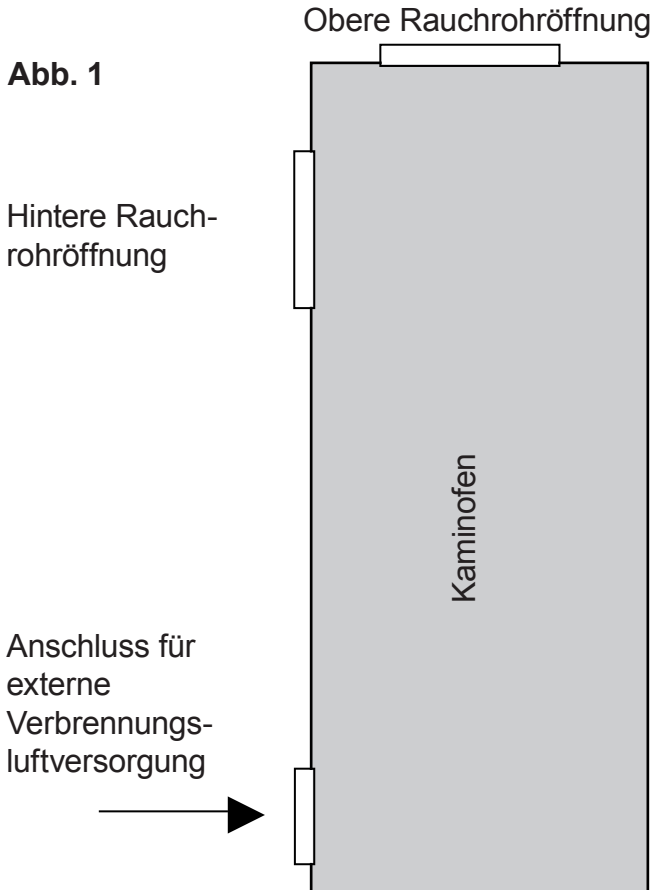 Obere Rauchrohröffnung
Abb. 1
Hintere Rauch-
rohröffnung
Kaminofen
Anschluss für
externe
Verbrennungs-
luftversorgung